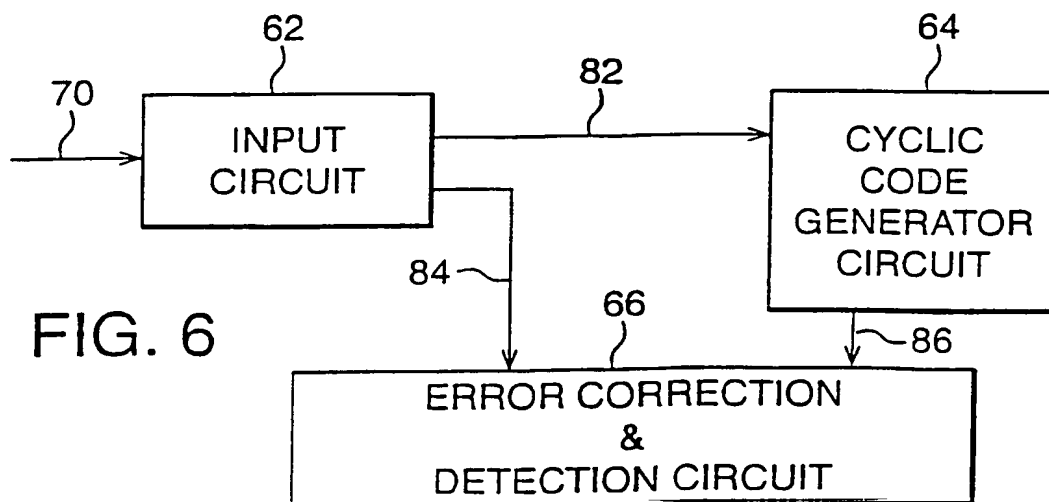 62
82
64
70
INPUT
CIRCUIT
CYCLIC
CODE
GENERATOR
CIRCUIT
84
66
86
FIG. 6
ERROR CORRECTION
&
DETECTION CIRCUIT